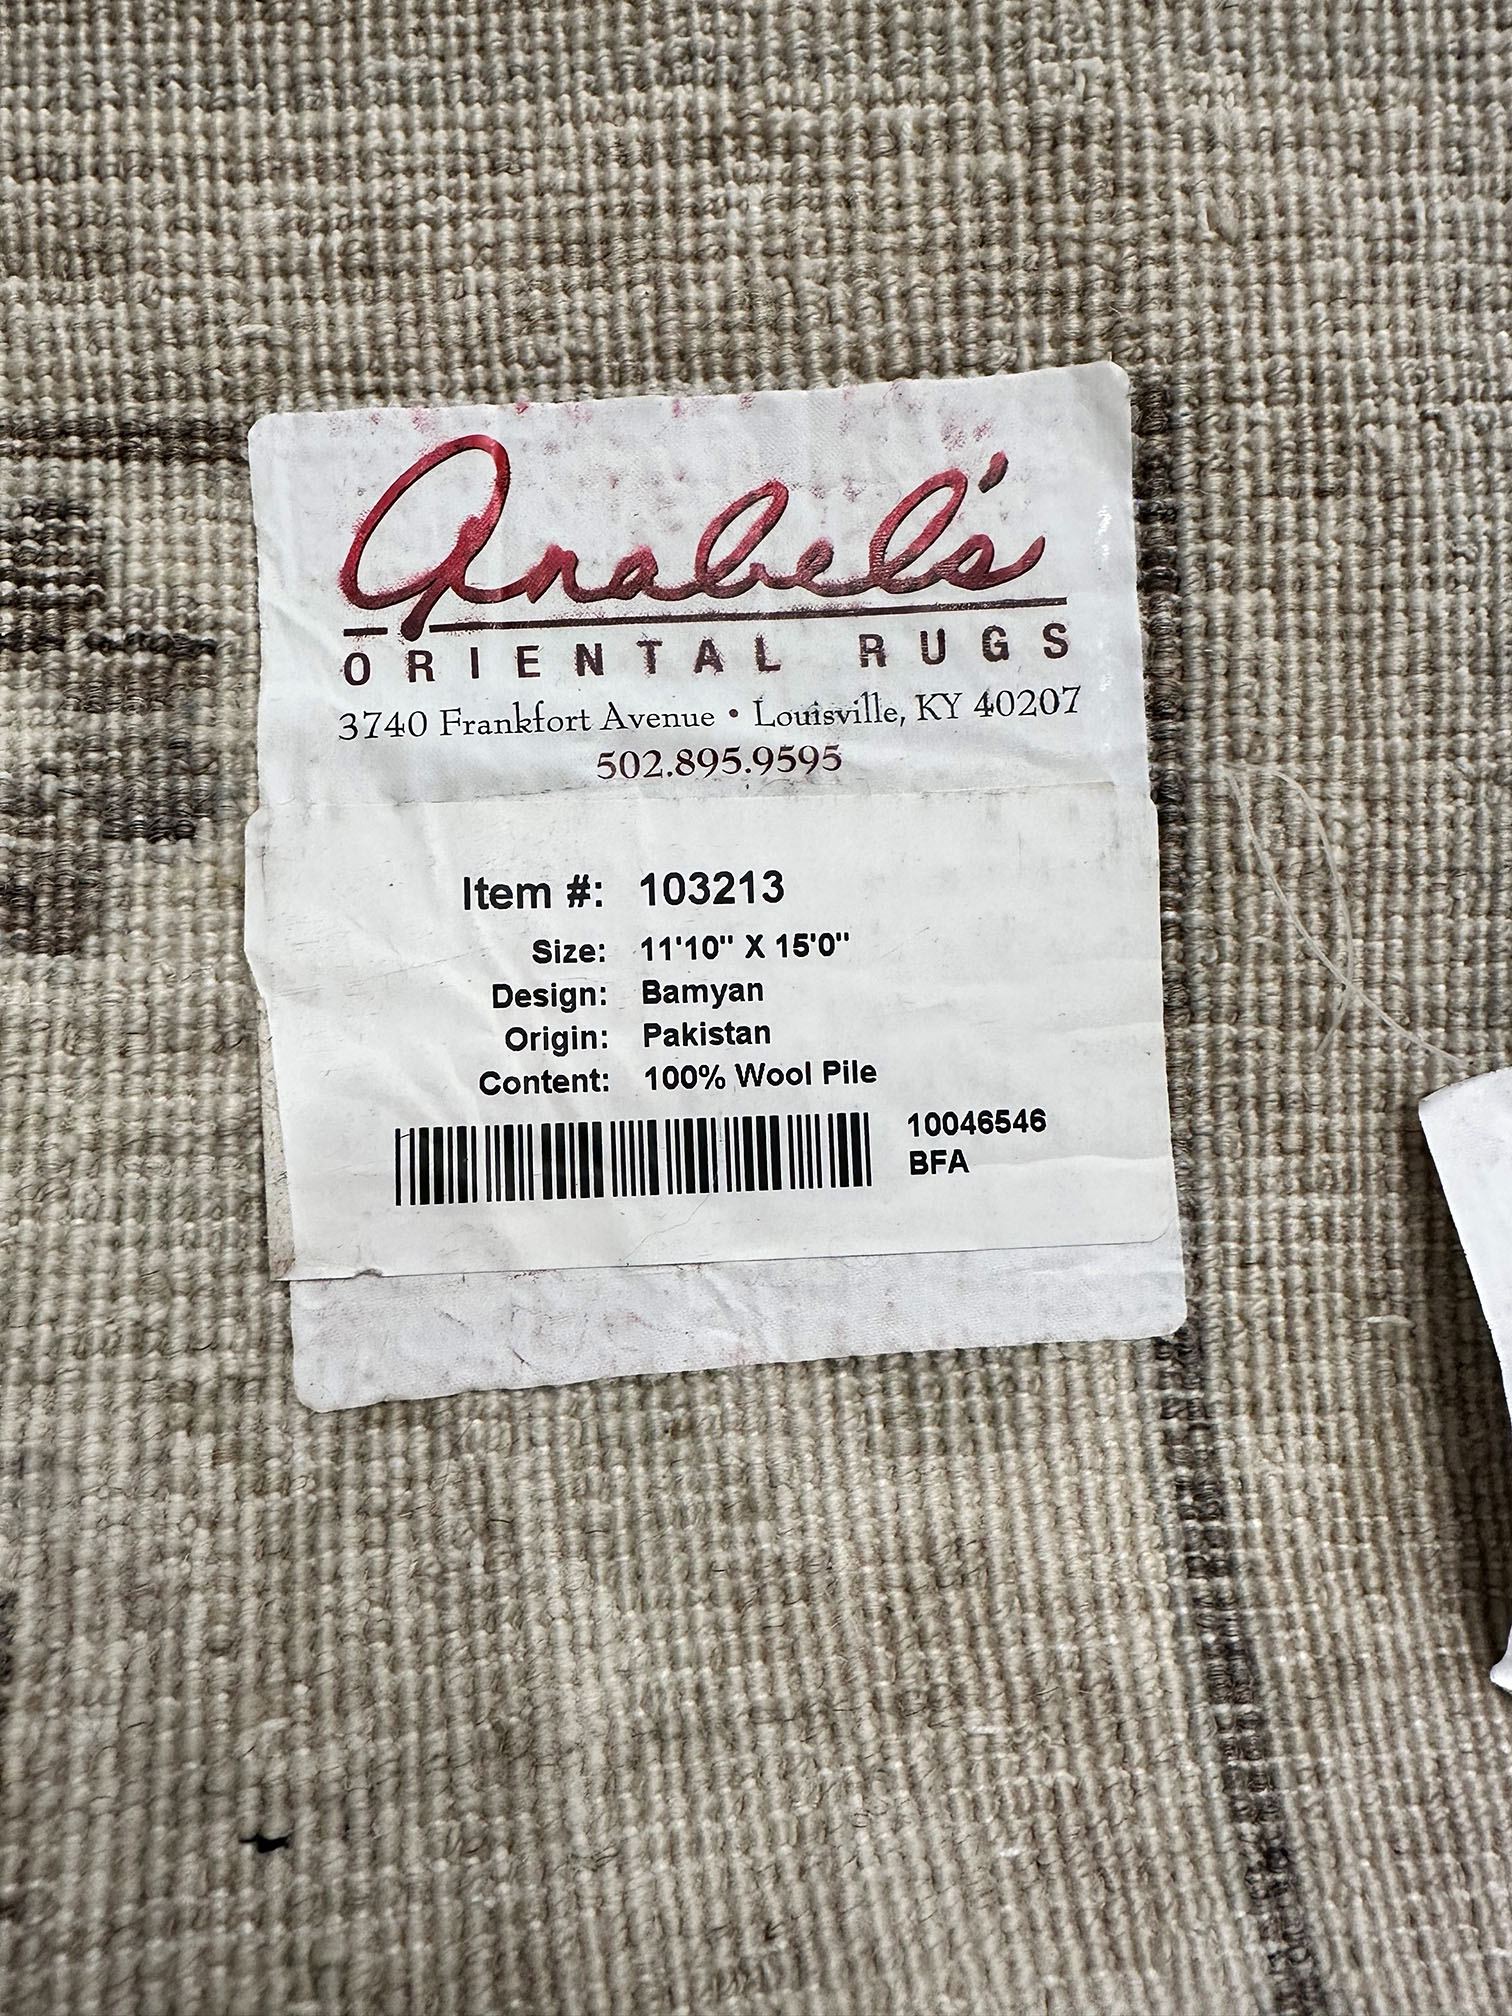 Anabel's
ORIENTAL RUGS
3740 Frankfort Avenue • Louisville, KY 40207
502.895.9595
Item #: 103213
Size: 11'10" X 15'0"
Design: Bamyan
Origin: Pakistan
Content: 100% Wool Pile
10046546
BFA